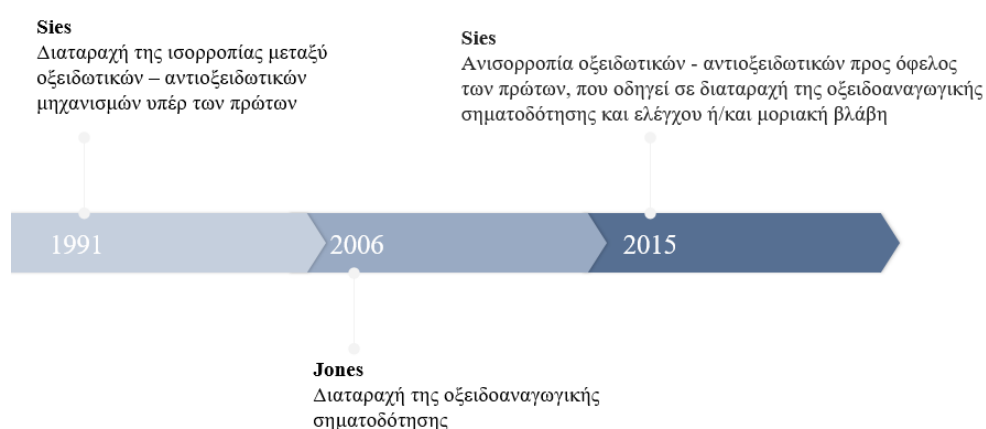 Sies
Διαταραχή της ισορροπίας μεταξύ
οξειδωτικών – αντιοξειδωτικών
μηχανισμών υπέρ των πρώτων
Sies
Ανισορροπία οξειδωτικών - αντιοξειδωτικών προς όφελος
των πρώτων, που οδηγεί σε διαταραχή της οξειδοαναγωγικής
σηματοδότησης και ελέγχου ή/και μοριακή βλάβη
1991
2006
2015
Jones
Διαταραχή της οξειδοαναγωγικής
σηματοδότησης